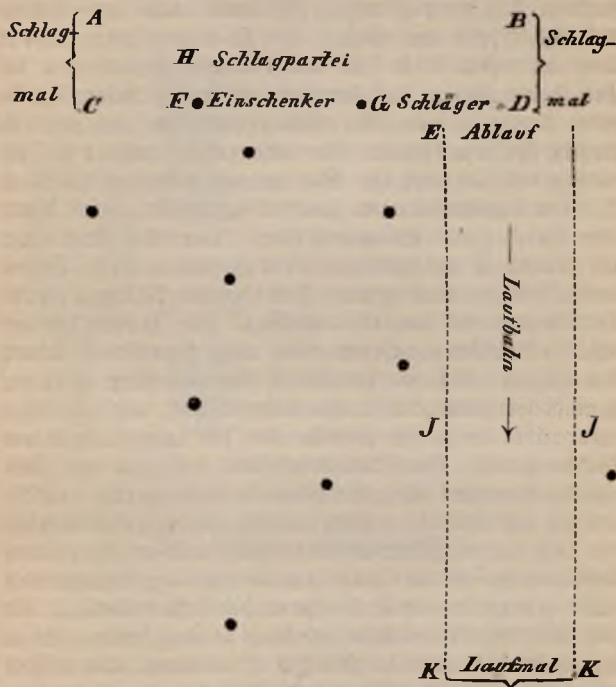 A B
Schlag- Schlag-
H Schlagpartei
mal C F Einschenker G Schläger D mal
E Ablauf
Laufbahn
J J
K Laufmal K